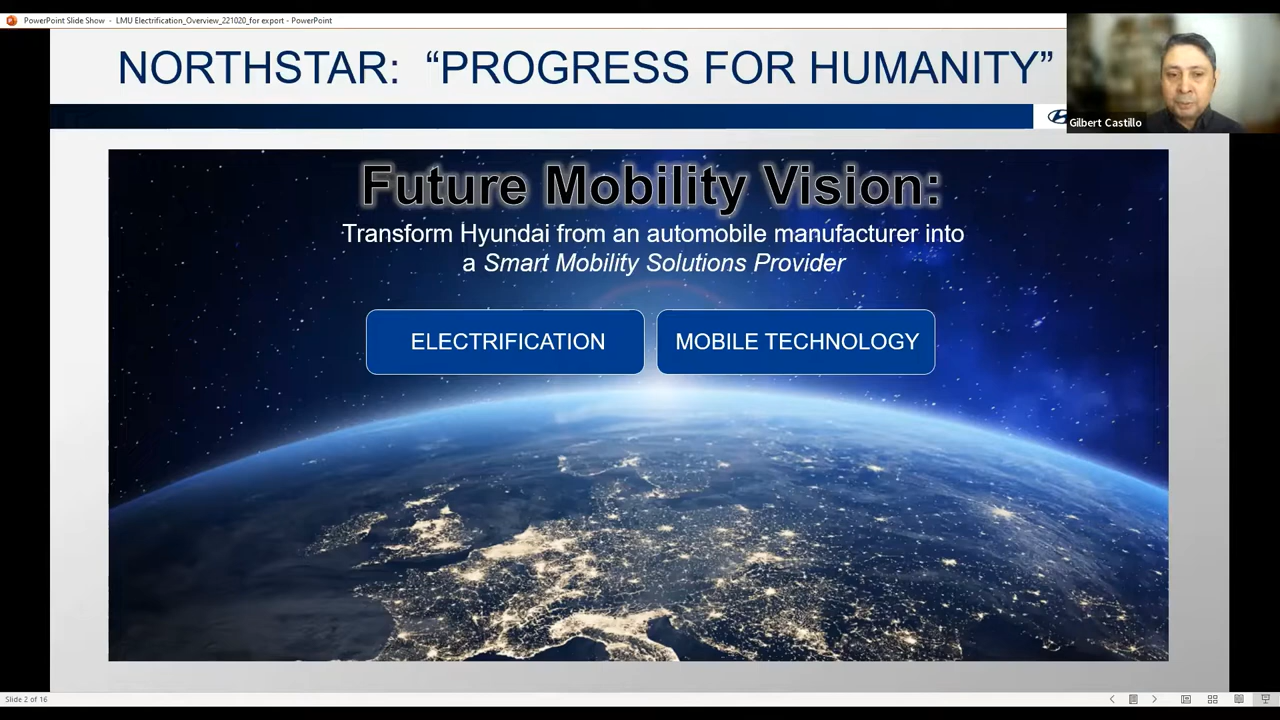 PowerPoint Slide Show - LMU Electrification_Overview_221020_for export - PowerPoint
NORTHSTAR: “PROGRESS FOR HUMANITY”
Gilbert Castillo
Future Mobility Vision:
Transform Hyundai from an automobile manufacturer into
a Smart Mobility Solutions Provider
ELECTRIFICATION
MOBILE TECHNOLOGY
Slide 2 of 16